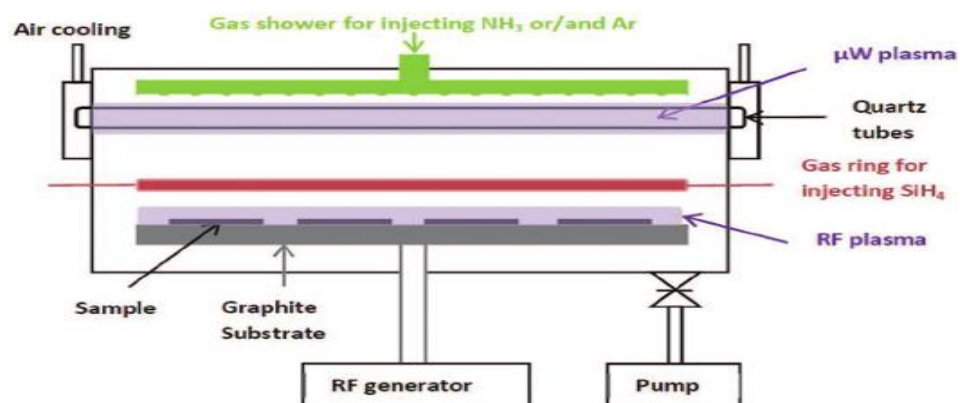 Gas shower for injecting NH₃ or/and Ar
Air cooling
μW plasma
Quartz
tubes
Gas ring for
injecting SiH₄
RF plasma
Sample
Graphite
Substrate
RF generator
Pump